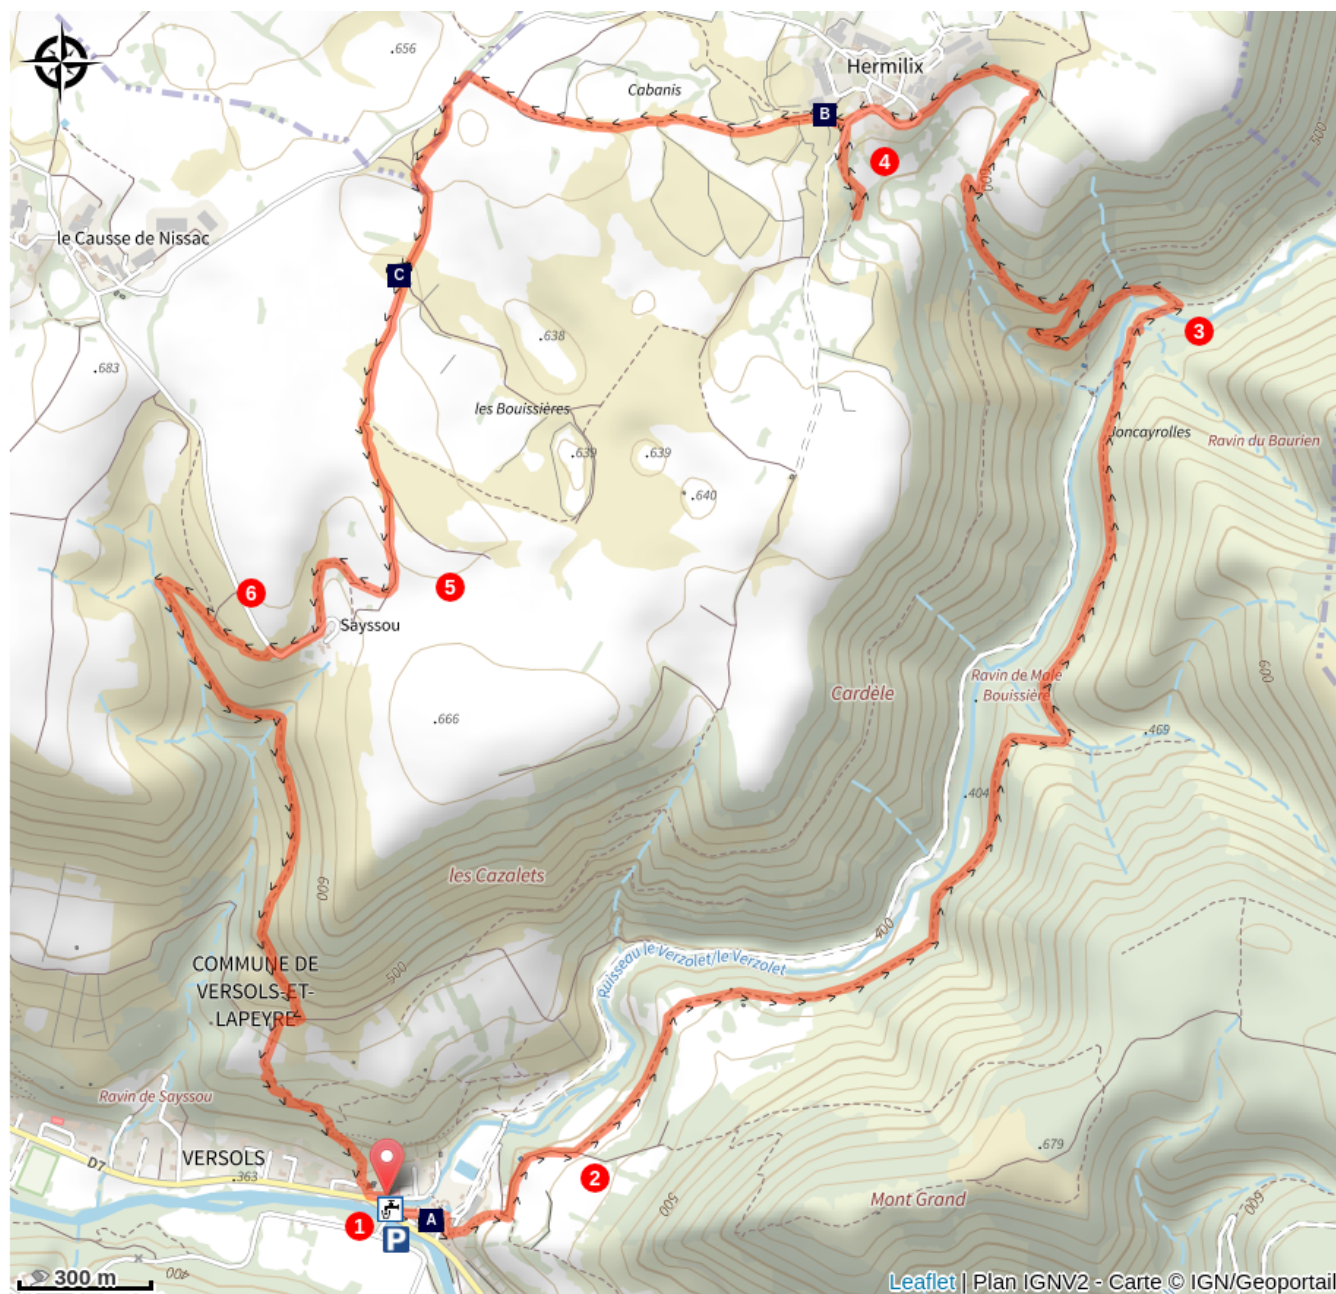 .656
Hermilix
Cabanis
B
500
4
600
le Causse de Nissac
C
3
.638
.683
les Bouissières
Joncayrolles
Ravin du Baurien
.639
.639
.640
6
5
Sayssou
Ravin de Male
Bouissière
600
Cardèle
.666
.469
.404
les Cazalets
600
400
COMMUNE DE
VERSOLS-ET-
LAPEYRE
500
Ruisseau le Verzolet/le Verzolet
Ravin de Sayssou
.679
VERSOLS
D7
.363
2
500
Mont Grand
600
1
A
P
400
300 m
Leaflet | Plan IGNV2 - Carte © IGN/Geoportail